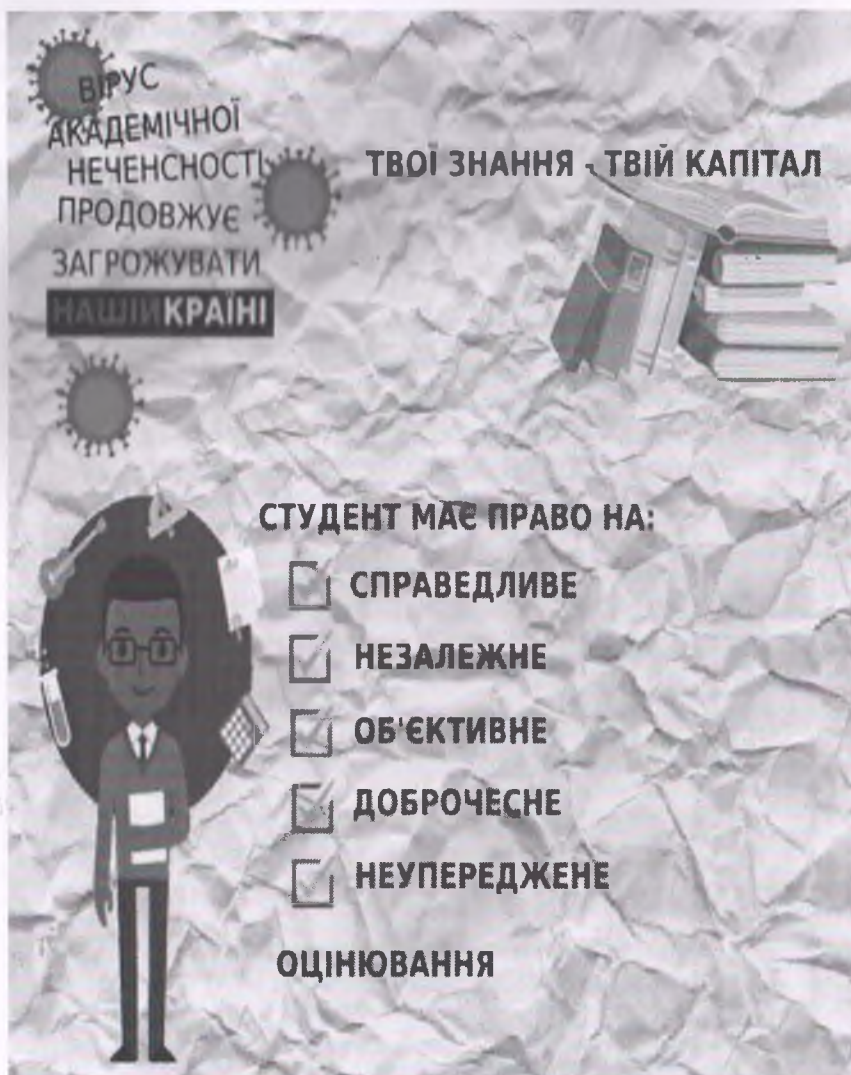 ВІРУС
АКАДЕМІЧНОЇ
НЕЧЕНСНОСТІ
ПРОДОВЖУЄ
ЗАГРОЖУВАТИ
НАШІЙ КРАЇНІ
ТВОЇ ЗНАННЯ - ТВІЙ КАПІТАЛ
СТУДЕНТ МАЄ ПРАВО НА:
СПРАВЕДЛИВЕ
НЕЗАЛЕЖНЕ
ОБ'ЄКТИВНЕ
ДОБРОЧЕСНЕ
НЕУПЕРЕДЖЕНЕ
ОЦІНЮВАННЯ